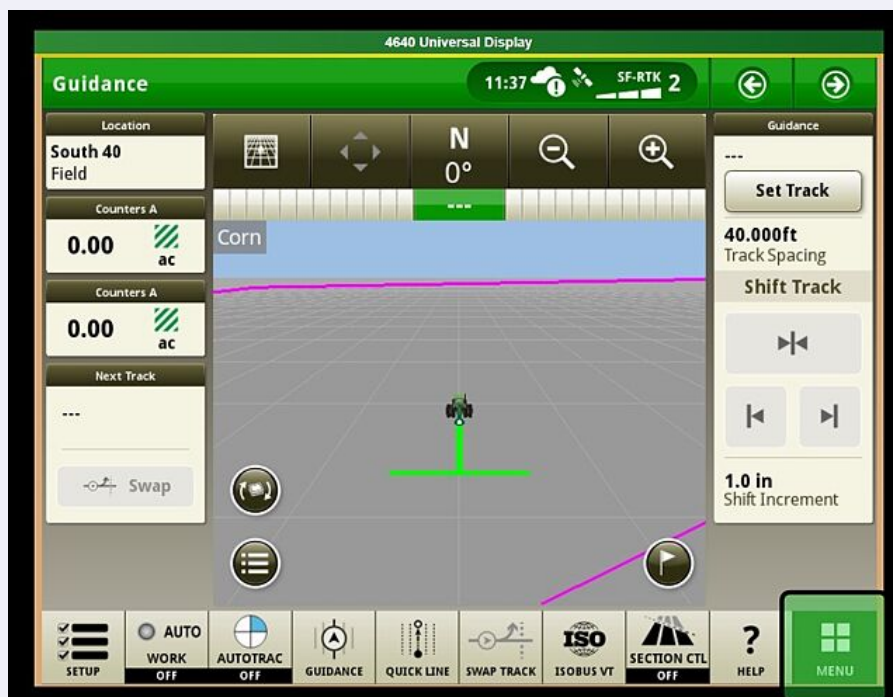 4640 Universal Display
Guidance
11:37
SF-RTK 2
Location
South 40
Field
Counters A
0.00
ac
Counters A
0.00
ac
Next Track
---
Swap
N
0°
---
Corn
Guidance
---
Set Track
40.000ft
Track Spacing
Shift Track
1.0 in
Shift Increment
SETUP
AUTO
WORK
OFF
AUTOTRAC
OFF
GUIDANCE
QUICK LINE
SWAP TRACK
ISO
ISOBUS VT
SECTION CTL
OFF
?
HELP
MENU